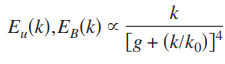 E_u(k), E_B(k) ∝ k / [g + (k/k_0)]^4